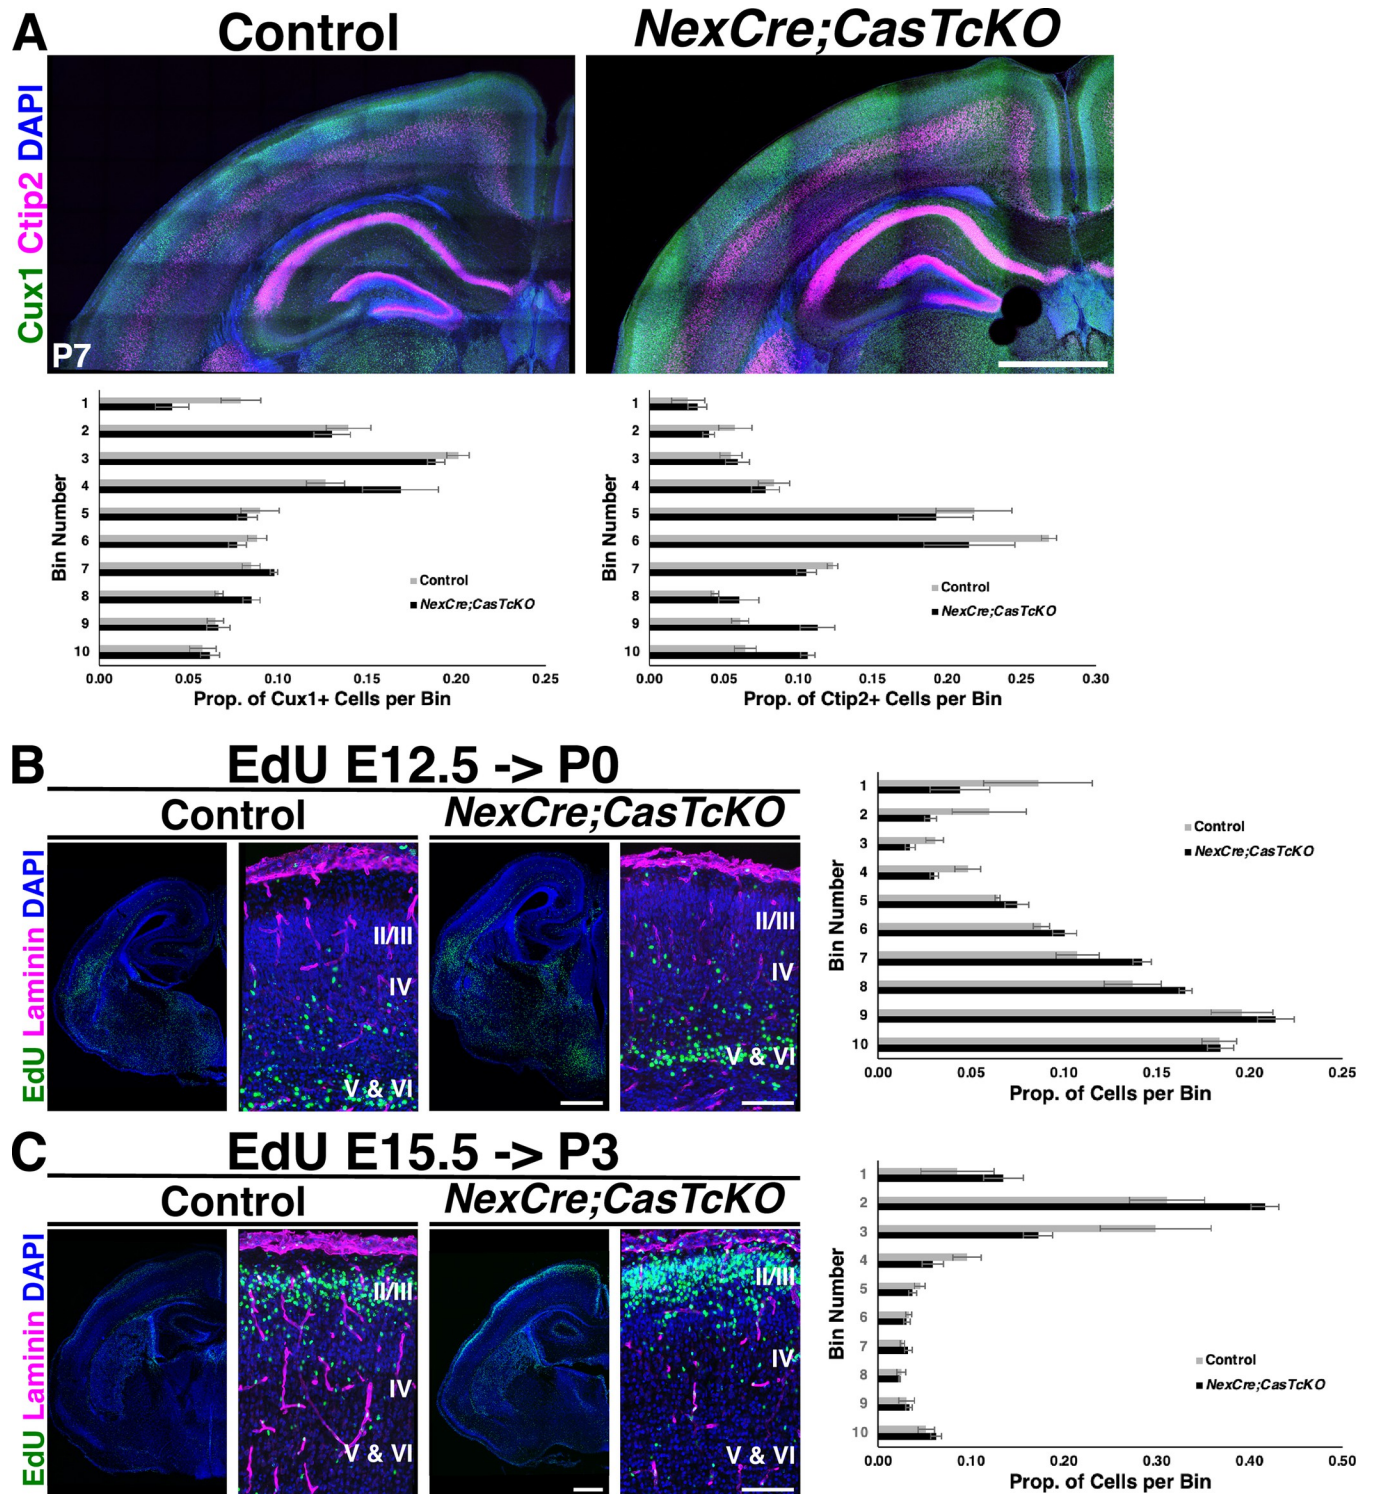 A
Control
NexCre;CasTcKO
Cux1 Ctip2 DAPI
P7
Bin Number
1
2
3
4
5
6
7
8
9
10
Control
NexCre;CasTcKO
0.00 0.05 0.10 0.15 0.20 0.25
Prop. of Cux1+ Cells per Bin
Bin Number
1
2
3
4
5
6
7
8
9
10
Control
NexCre;CasTcKO
0.00 0.05 0.10 0.15 0.20 0.25 0.30
Prop. of Ctip2+ Cells per Bin
B
EdU E12.5 -> P0
Control
NexCre;CasTcKO
EdU Laminin DAPI
II/III
IV
V & VI
II/III
IV
V & VI
Bin Number
1
2
3
4
5
6
7
8
9
10
Control
NexCre;CasTcKO
0.00 0.05 0.10 0.15 0.20 0.25
Prop. of Cells per Bin
C
EdU E15.5 -> P3
Control
NexCre;CasTcKO
EdU Laminin DAPI
II/III
IV
V & VI
II/III
IV
V & VI
Bin Number
1
2
3
4
5
6
7
8
9
10
Control
NexCre;CasTcKO
0.00 0.10 0.20 0.30 0.40 0.50
Prop. of Cells per Bin